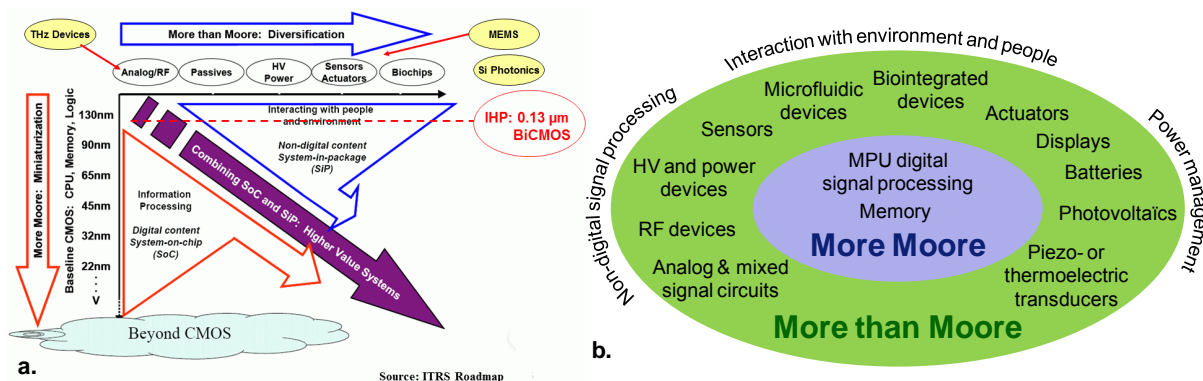 THz Devices
More than Moore: Diversification
MEMS
Analog/RF
Passives
HV
Power
Sensors
Actuators
Biochips
Si Photonics
More Moore: Miniaturization
Baseline CMOS: CPU, Memory, Logic
130nm
90nm
65nm
45nm
32nm
22nm
V
Interacting with people
and environment
Non-digital content
System-in-package
(SiP)
IHP: 0.13 µm
BiCMOS
Combining SoC and SiP: Higher Value Systems
Information
Processing
Digital content
System-on-chip
(SoC)
Beyond CMOS
a.
Source: ITRS Roadmap
Interaction with environment and people
Non-digital signal processing
Power management
Microfluidic
devices
Biointegrated
devices
Sensors
Actuators
Displays
HV and power
devices
Batteries
RF devices
Photovoltaïcs
Analog & mixed
signal circuits
Piezo- or
thermoelectric
transducers
MPU digital
signal processing
Memory
More Moore
More than Moore
b.